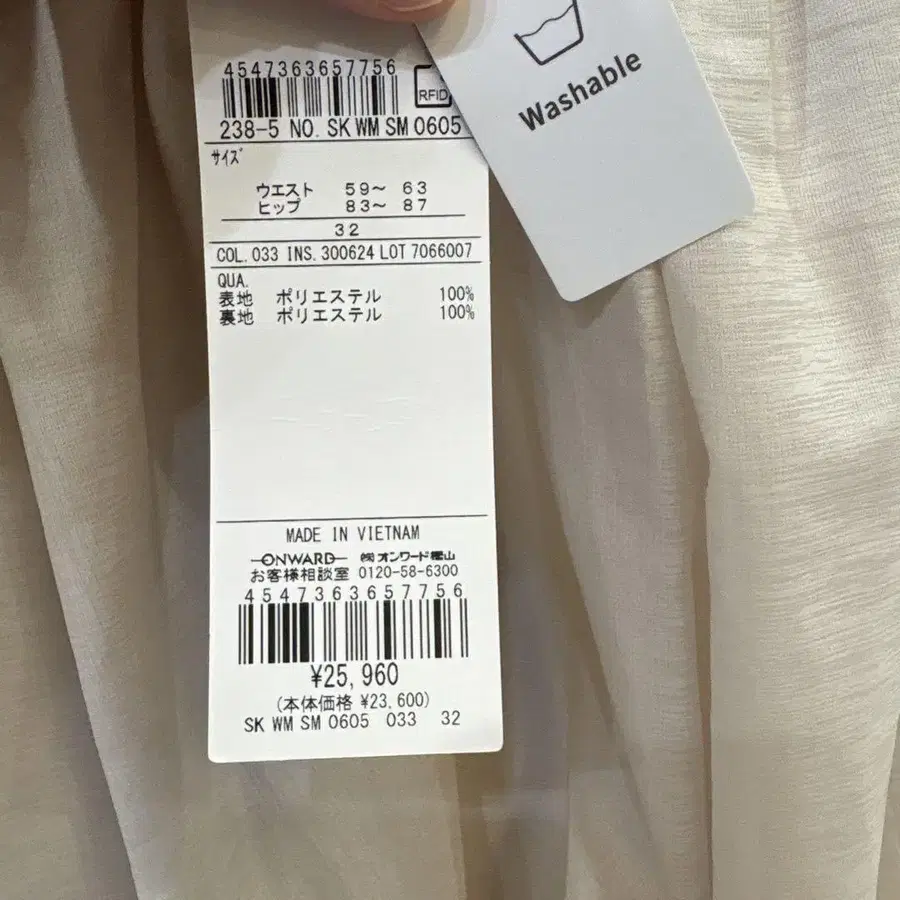 4547363657756
RFID
238-5 NO. SK WM SM 0605
サイズ
ウエスト 59～ 63
ヒップ 83～ 87
32
COL. 033 INS. 300624 LOT 7066007
QUA.
表地 ポリエステル 100%
裏地 ポリエステル 100%
MADE IN VIETNAM
ONWARD ㈱オンワード樫山
お客様相談室 0120-58-6300
4547363657756
¥25,960
(本体価格 ¥23,600)
SK WM SM 0605 033 32
Washable